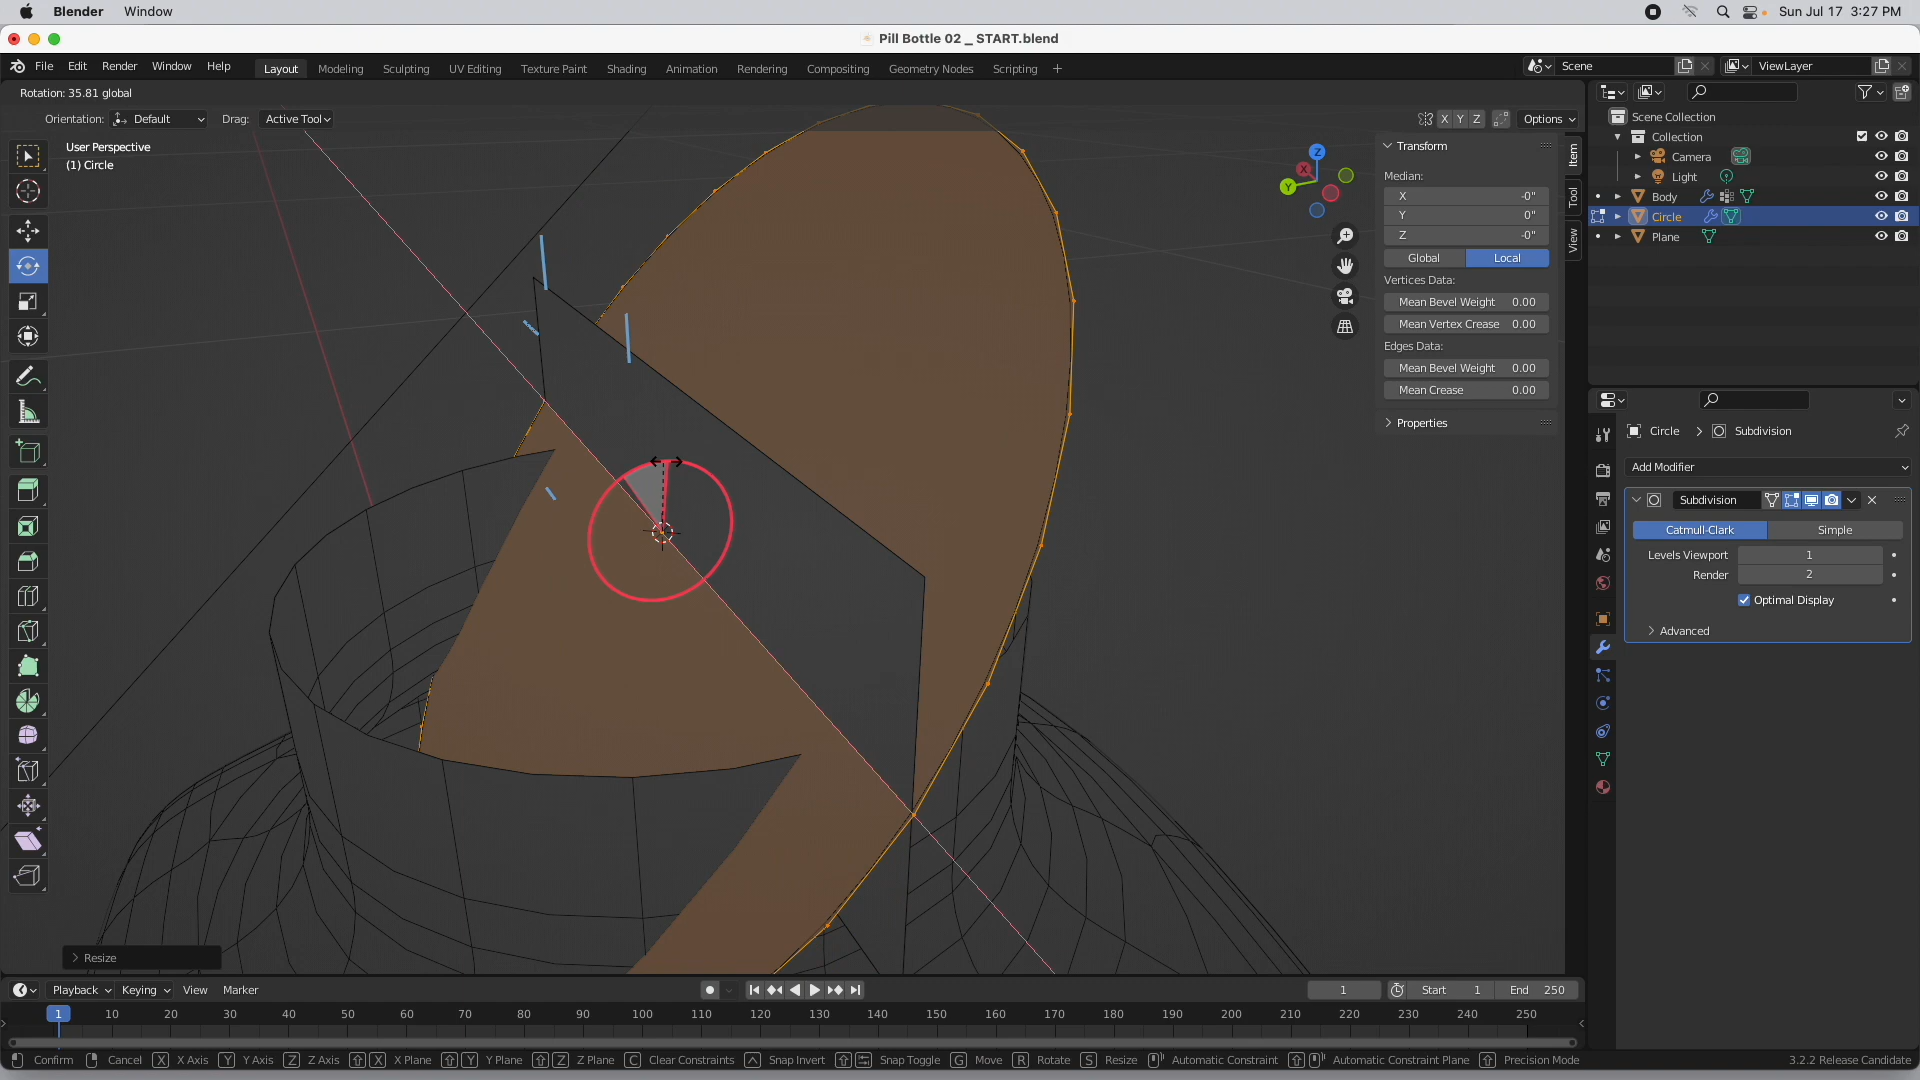 Blender Window Sun Jul 17 3:27 PM
Pill Bottle 02 _ START.blend
File Edit Render Window Help Layout Modeling Sculpting UV Editing Texture Paint Shading Animation Rendering Compositing Geometry Nodes Scripting + Scene ViewLayer
Rotation: 35.81 global
Orientation: Default Drag: Active Tool X Y Z Options
User Perspective
(1) Circle
Z
X
Y
Transform
Median:
X -0"
Y 0"
Z -0"
Global Local
Vertices Data:
Mean Bevel Weight 0.00
Mean Vertex Crease 0.00
Edges Data:
Mean Bevel Weight 0.00
Mean Crease 0.00
Properties
Item
Tool
View
Scene Collection
Collection
Camera
Light
Body
Circle
Plane
Circle > Subdivision
Add Modifier
Subdivision
Catmull-Clark Simple
Levels Viewport 1
Render 2
Optimal Display
Advanced
Resize
Playback Keying View Marker 1 Start 1 End 250
1 10 20 30 40 50 60 70 80 90 100 110 120 130 140 150 160 170 180 190 200 210 220 230 240 250
Confirm Cancel X X Axis Y Y Axis Z Z Axis X X Plane Y Y Plane Z Z Plane C Clear Constraints Snap Invert Snap Toggle G Move R Rotate S Resize Automatic Constraint Automatic Constraint Plane Precision Mode 3.2.2 Release Candidate